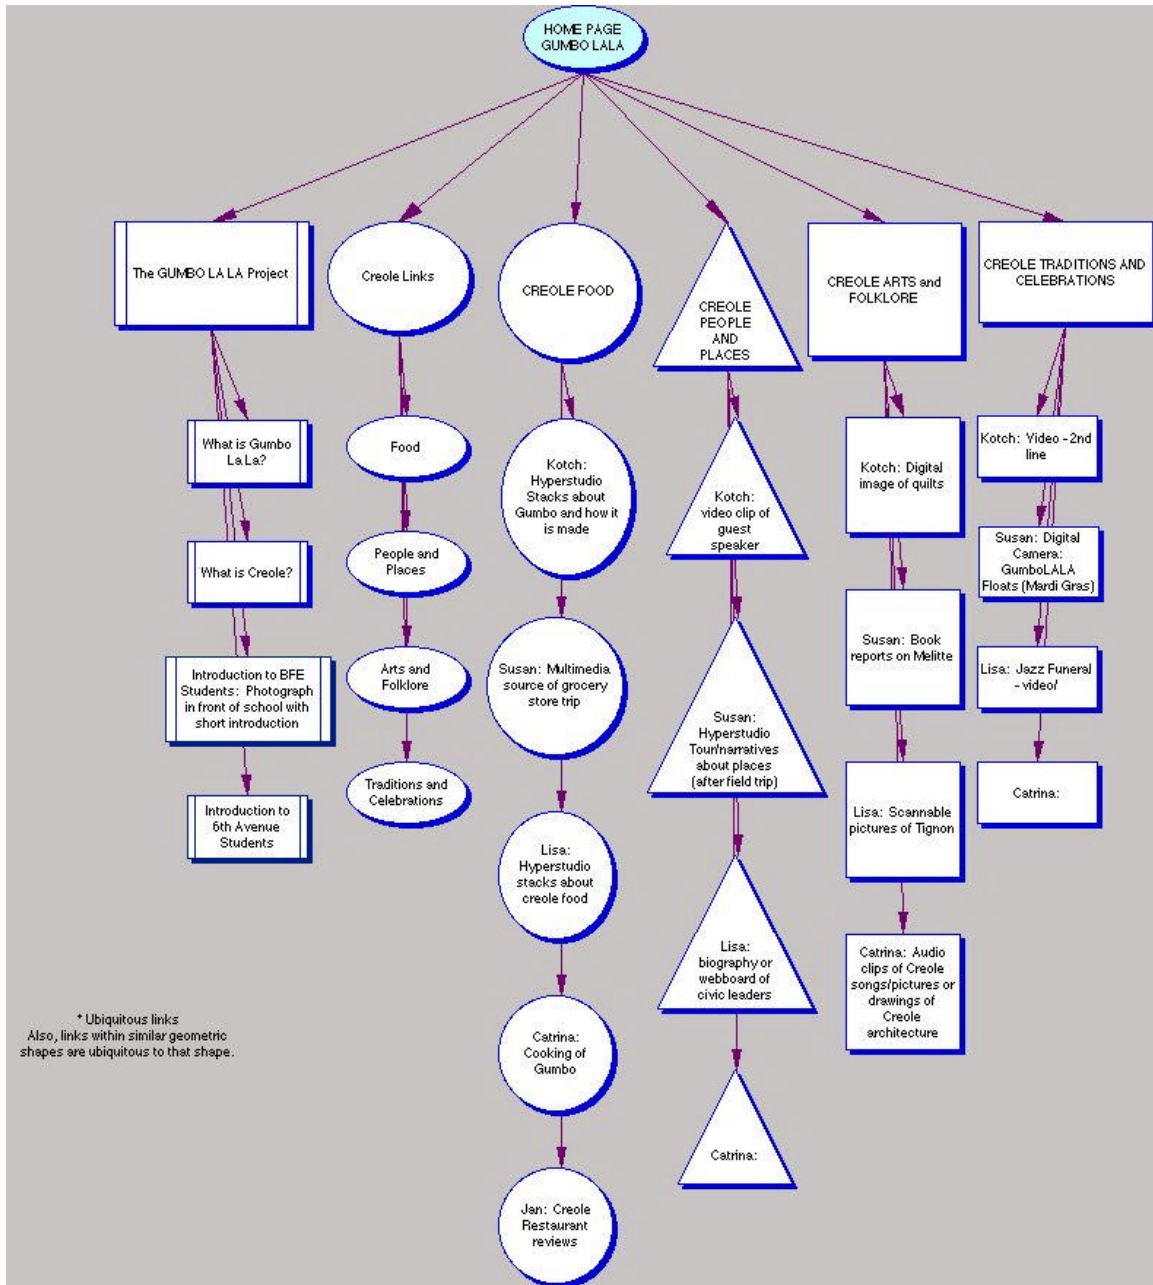 HOME PAGE
GUMBO LALA
The GUMBO LA LA Project
Creole Links
CREOLE FOOD
CREOLE
PEOPLE
AND
PLACES
CREOLE ARTS and
FOLKLORE
CREOLE TRADITIONS AND
CELEBRATIONS
What is Gumbo
La La?
What is Creole?
Introduction to BFE
Students: Photograph
in front of school with
short introduction
Introduction to
6th Avenue
Students
Food
People and
Places
Arts and
Folklore
Traditions and
Celebrations
Kotch:
Hyperstudio
Stacks about
Gumbo and how it
is made
Susan: Multimedia
source of grocery
store trip
Lisa:
Hyperstudio
stacks about
creole food
Catrina:
Cooking of
Gumbo
Jan: Creole
Restaurant
reviews
Kotch:
video clip of
guest
speaker
Susan:
Hyperstudio
Tour/narratives
about places
(after field trip)
Lisa:
biography or
webboard of
civic leaders
Catrina:
Kotch: Digital
image of quilts
Susan: Book
reports on Melitte
Lisa: Scannable
pictures of Tignon
Catrina: Audio
clips of Creole
songs/pictures or
drawings of
Creole
architecture
Kotch: Video - 2nd
line
Susan: Digital
Camera:
GumboLALA
Floats (Mardi Gras)
Lisa: Jazz Funeral
- video/
Catrina:
* Ubiquitous links
Also, links within similar geometric
shapes are ubiquitous to that shape.